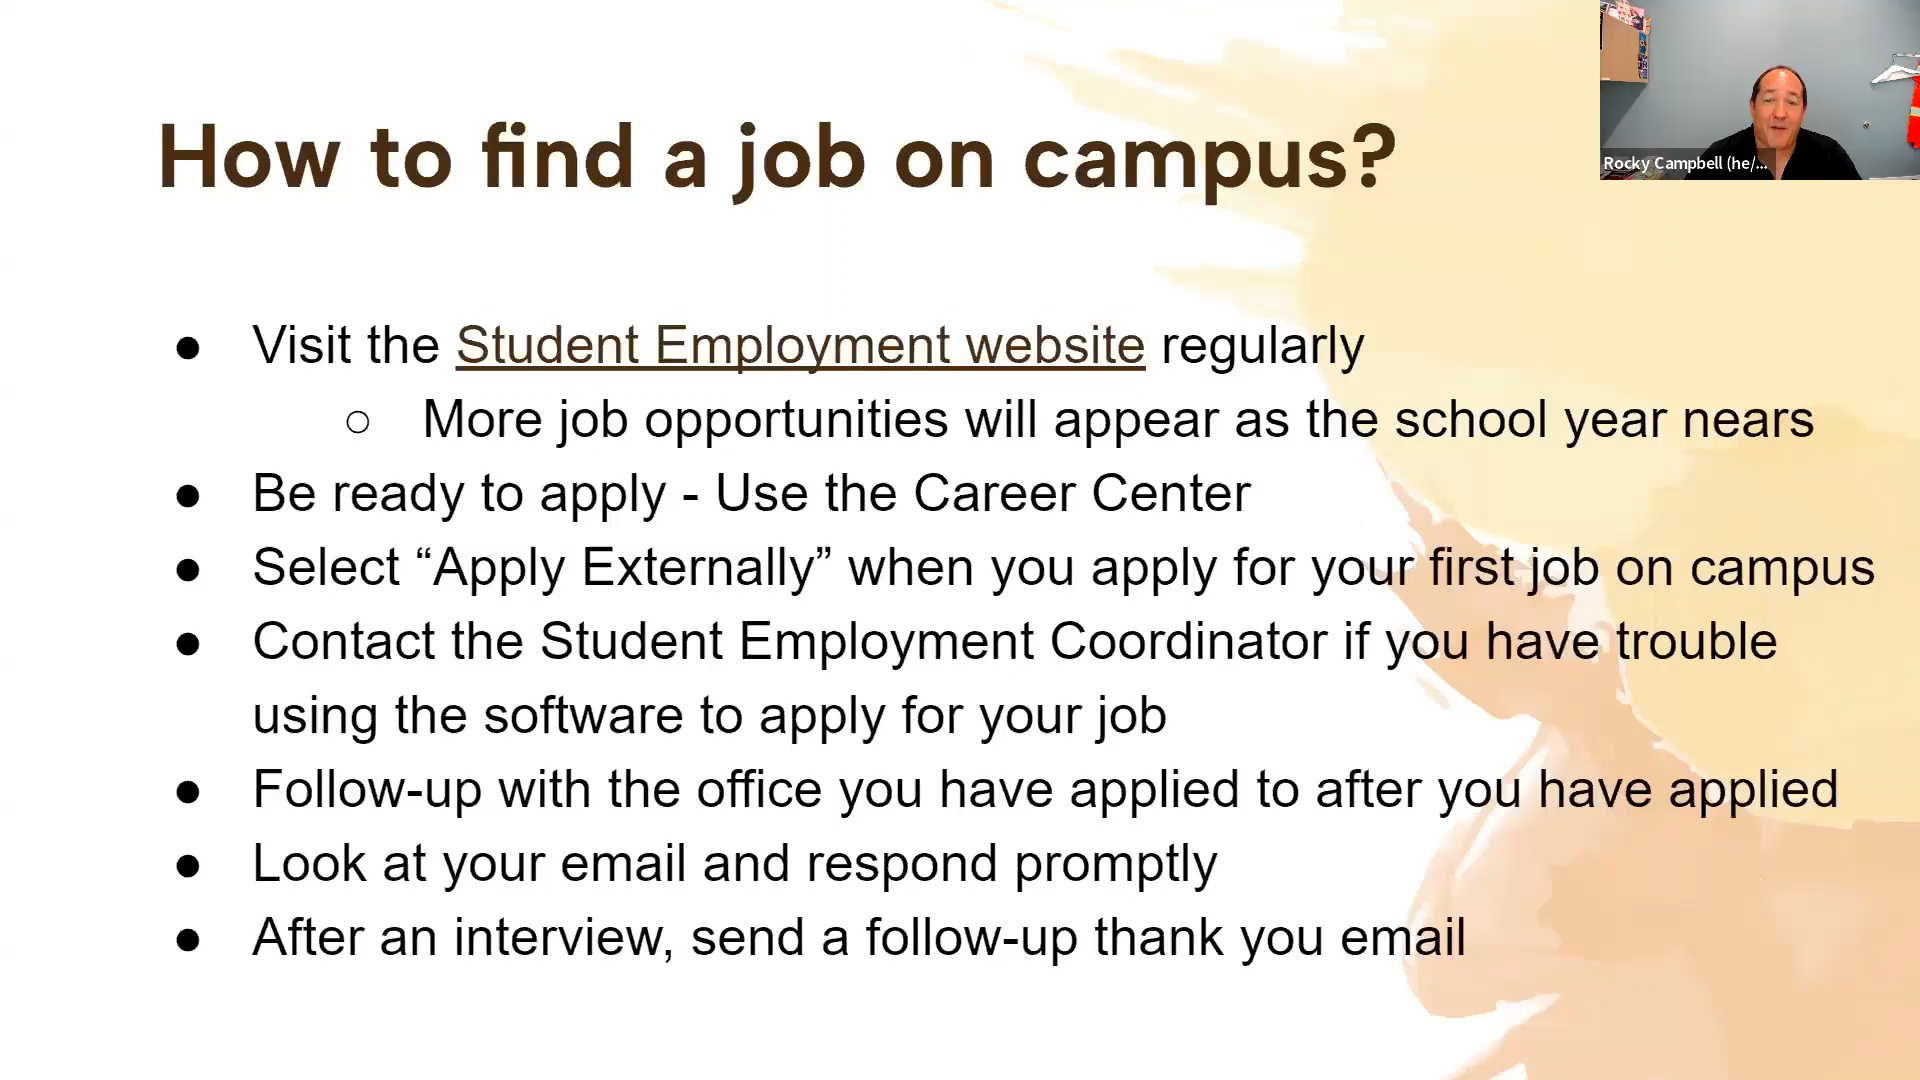 How to find a job on campus?
Rocky Campbell (he/...
● Visit the Student Employment website regularly
○ More job opportunities will appear as the school year nears
● Be ready to apply - Use the Career Center
● Select “Apply Externally” when you apply for your first job on campus
● Contact the Student Employment Coordinator if you have trouble
using the software to apply for your job
● Follow-up with the office you have applied to after you have applied
● Look at your email and respond promptly
● After an interview, send a follow-up thank you email